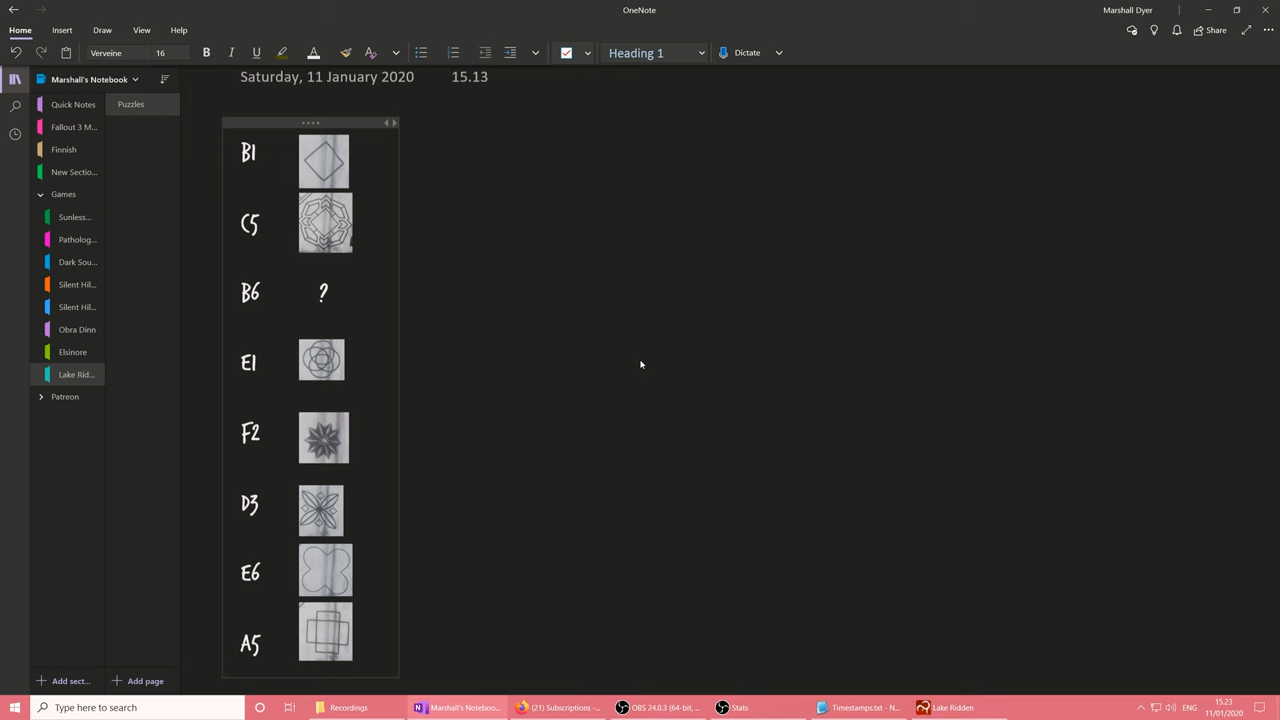 OneNote
Marshall Dyer
Home
Insert
Draw
View
Help
Share
Verveine
16
B
I
U
A
A
Heading 1
Dictate
Marshall's Notebook
Quick Notes
Fallout 3 M...
Finnish
New Sectio...
Games
Sunless...
Patholog...
Dark Sou...
Silent Hil...
Silent Hil...
Obra Dinn
Elsinore
Lake Rid...
Patreon
Puzzles
Saturday, 11 January 2020 15.13
B1
C5
B6 ?
E1
F2
D3
E6
A5
Add sect...
Add page
Type here to search
Recordings
Marshall's Notebo...
(21) Subscriptions -...
OBS 24.0.3 (64-bit, ...
Stats
Timestamps.txt - N...
Lake Ridden
ENG
15.23
11/01/2020